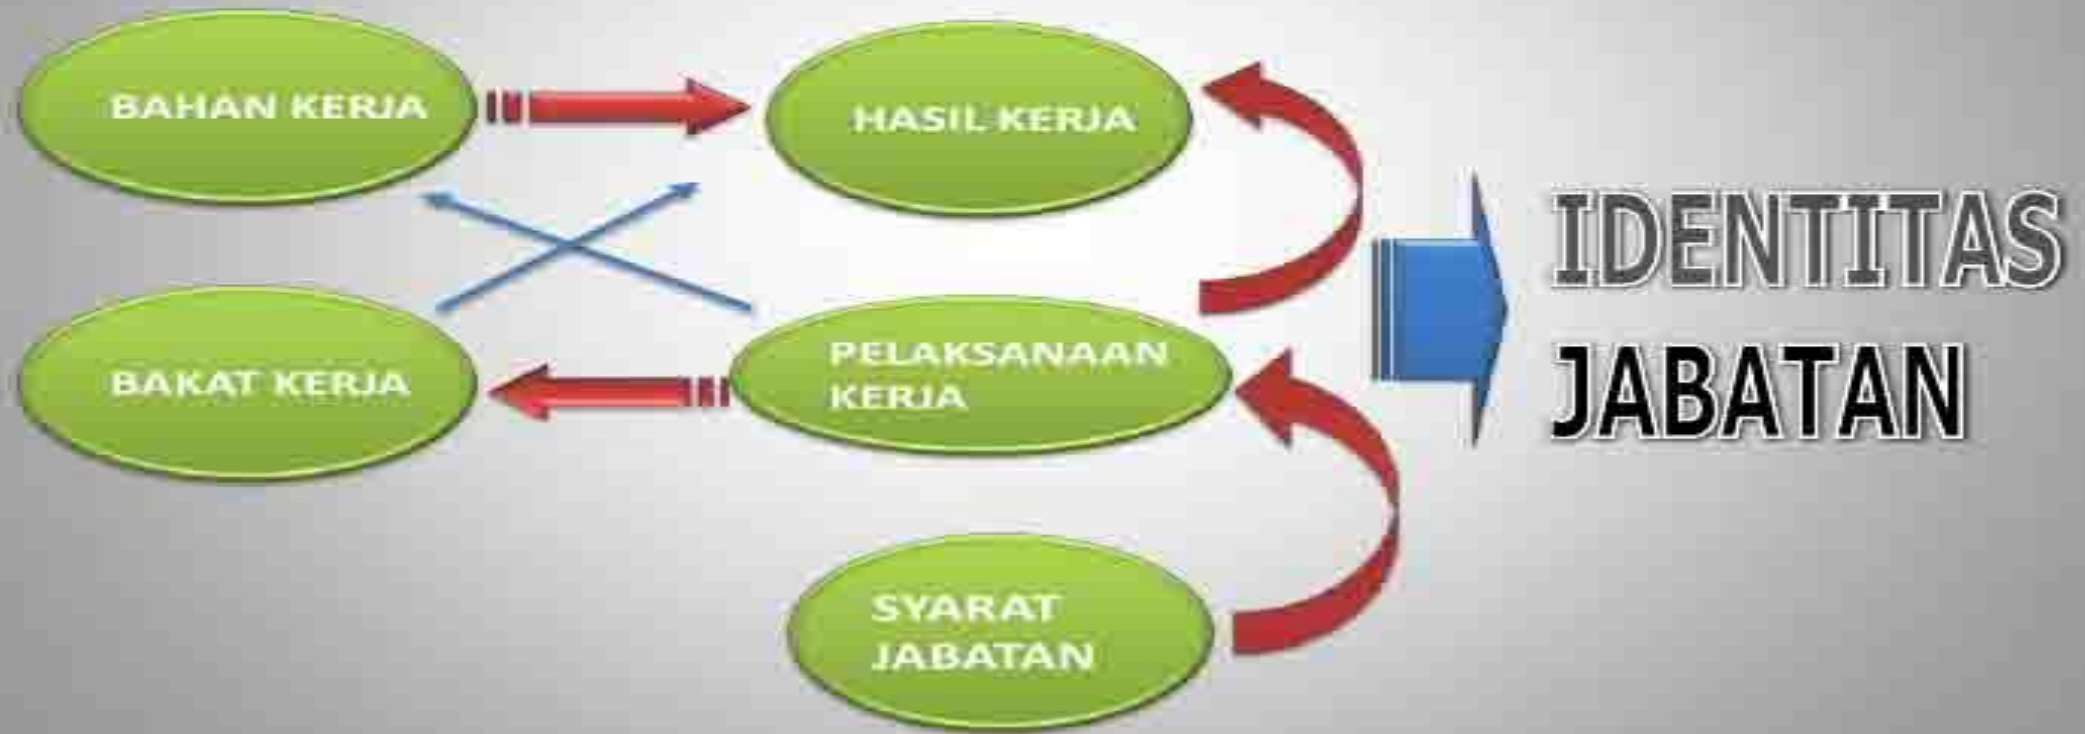 BAHAN KERJA
HASIL KERJA
BAKAT KERJA
PELAKSANAAN
KERJA
SYARAT
JABATAN
IDENTITAS
JABATAN